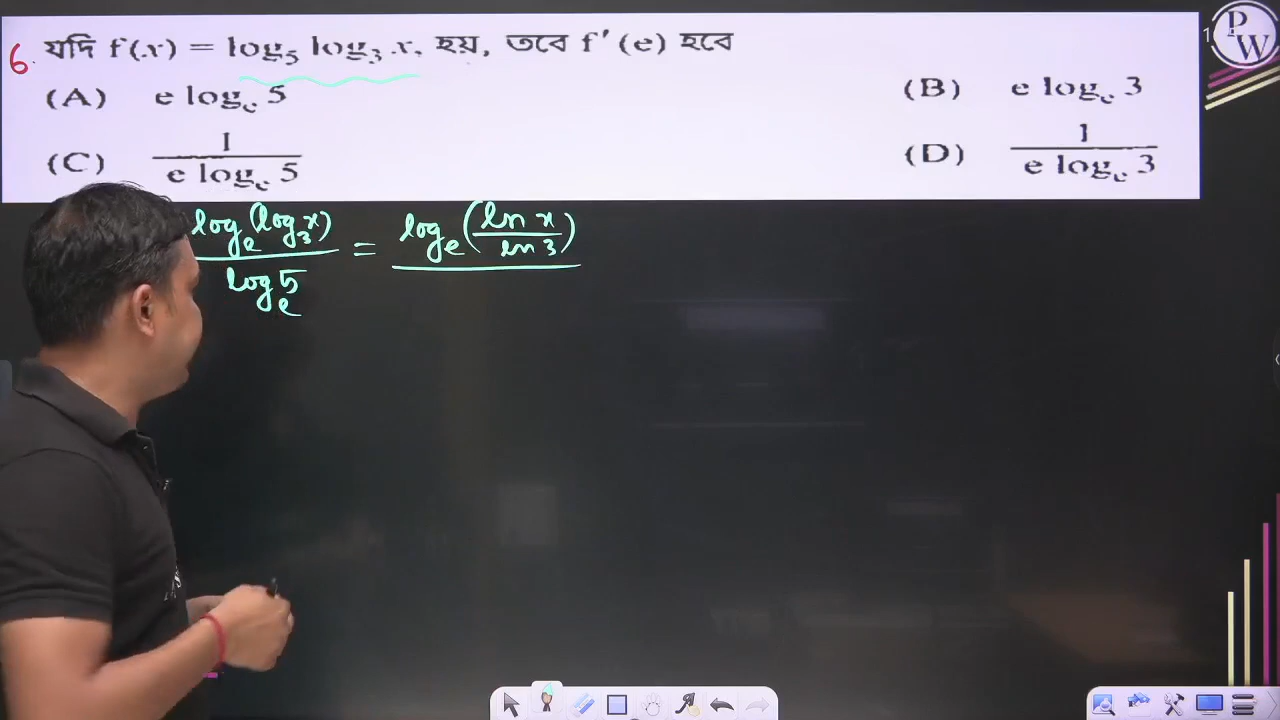 6. যদি f(x) = log₅ log₃ x, হয়, তবে f′(e) হবে
(A) e logₑ 5
(B) e logₑ 3
(C) 1/(e logₑ 5)
(D) 1/(e logₑ 3)
logₑ(log₃ x)/logₑ 5 = logₑ(ln x/ln 3)
PW
1